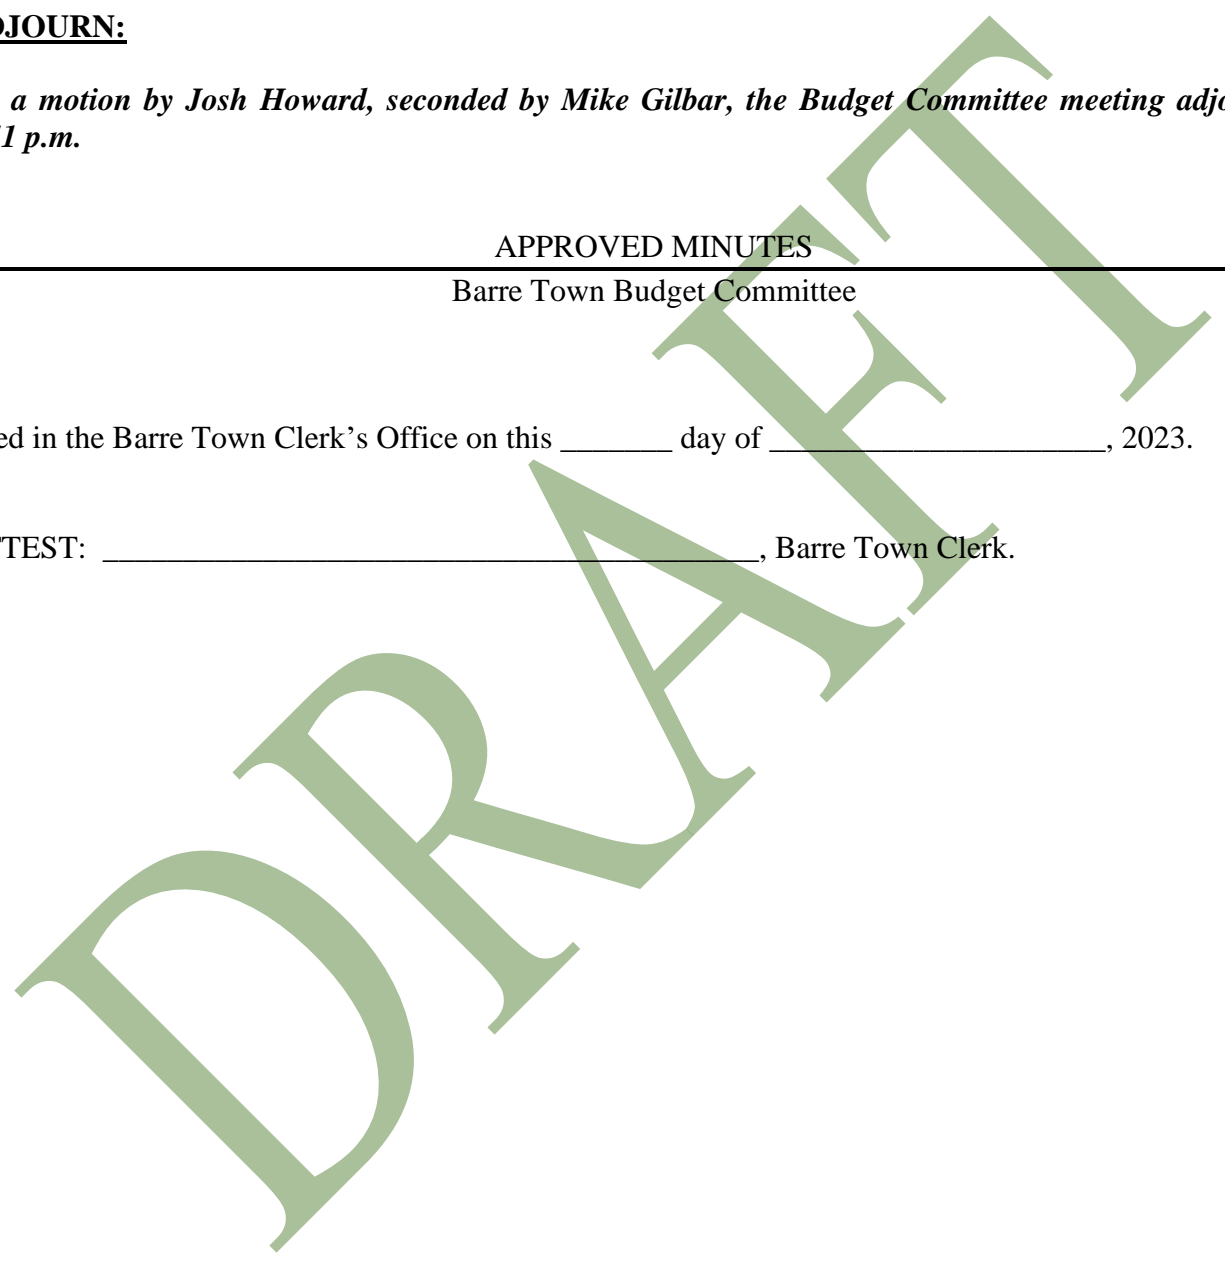 DJOURN:
a motion by Josh Howard, seconded by Mike Gilbar, the Budget Committee meeting adjo
1 p.m.
APPROVED MINUTES
Barre Town Budget Committee
ed in the Barre Town Clerk’s Office on this _______ day of _____________________, 2023.
TEST: _________________________________________, Barre Town Clerk.
DRAFT